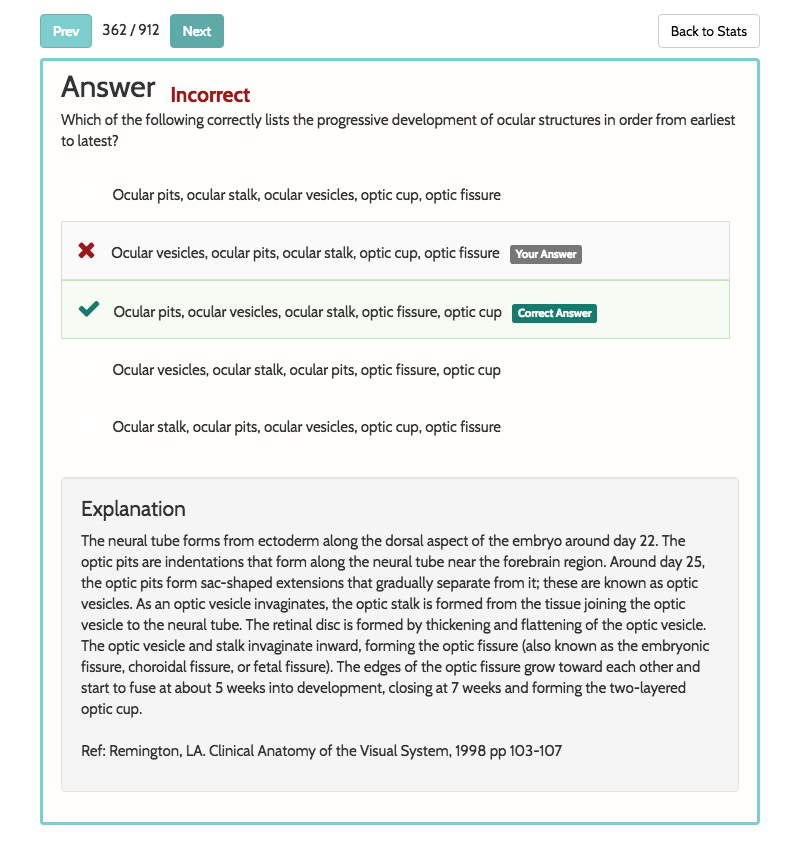 Prev 362 / 912 Next Back to Stats
Answer Incorrect
Which of the following correctly lists the progressive development of ocular structures in order from earliest
to latest?
Ocular pits, ocular stalk, ocular vesicles, optic cup, optic fissure
Ocular vesicles, ocular pits, ocular stalk, optic cup, optic fissure Your Answer
Ocular pits, ocular vesicles, ocular stalk, optic fissure, optic cup Correct Answer
Ocular vesicles, ocular stalk, ocular pits, optic fissure, optic cup
Ocular stalk, ocular pits, ocular vesicles, optic cup, optic fissure
Explanation
The neural tube forms from ectoderm along the dorsal aspect of the embryo around day 22. The
optic pits are indentations that form along the neural tube near the forebrain region. Around day 25,
the optic pits form sac-shaped extensions that gradually separate from it; these are known as optic
vesicles. As an optic vesicle invaginates, the optic stalk is formed from the tissue joining the optic
vesicle to the neural tube. The retinal disc is formed by thickening and flattening of the optic vesicle.
The optic vesicle and stalk invaginate inward, forming the optic fissure (also known as the embryonic
fissure, choroidal fissure, or fetal fissure). The edges of the optic fissure grow toward each other and
start to fuse at about 5 weeks into development, closing at 7 weeks and forming the two-layered
optic cup.
Ref: Remington, LA. Clinical Anatomy of the Visual System, 1998 pp 103-107